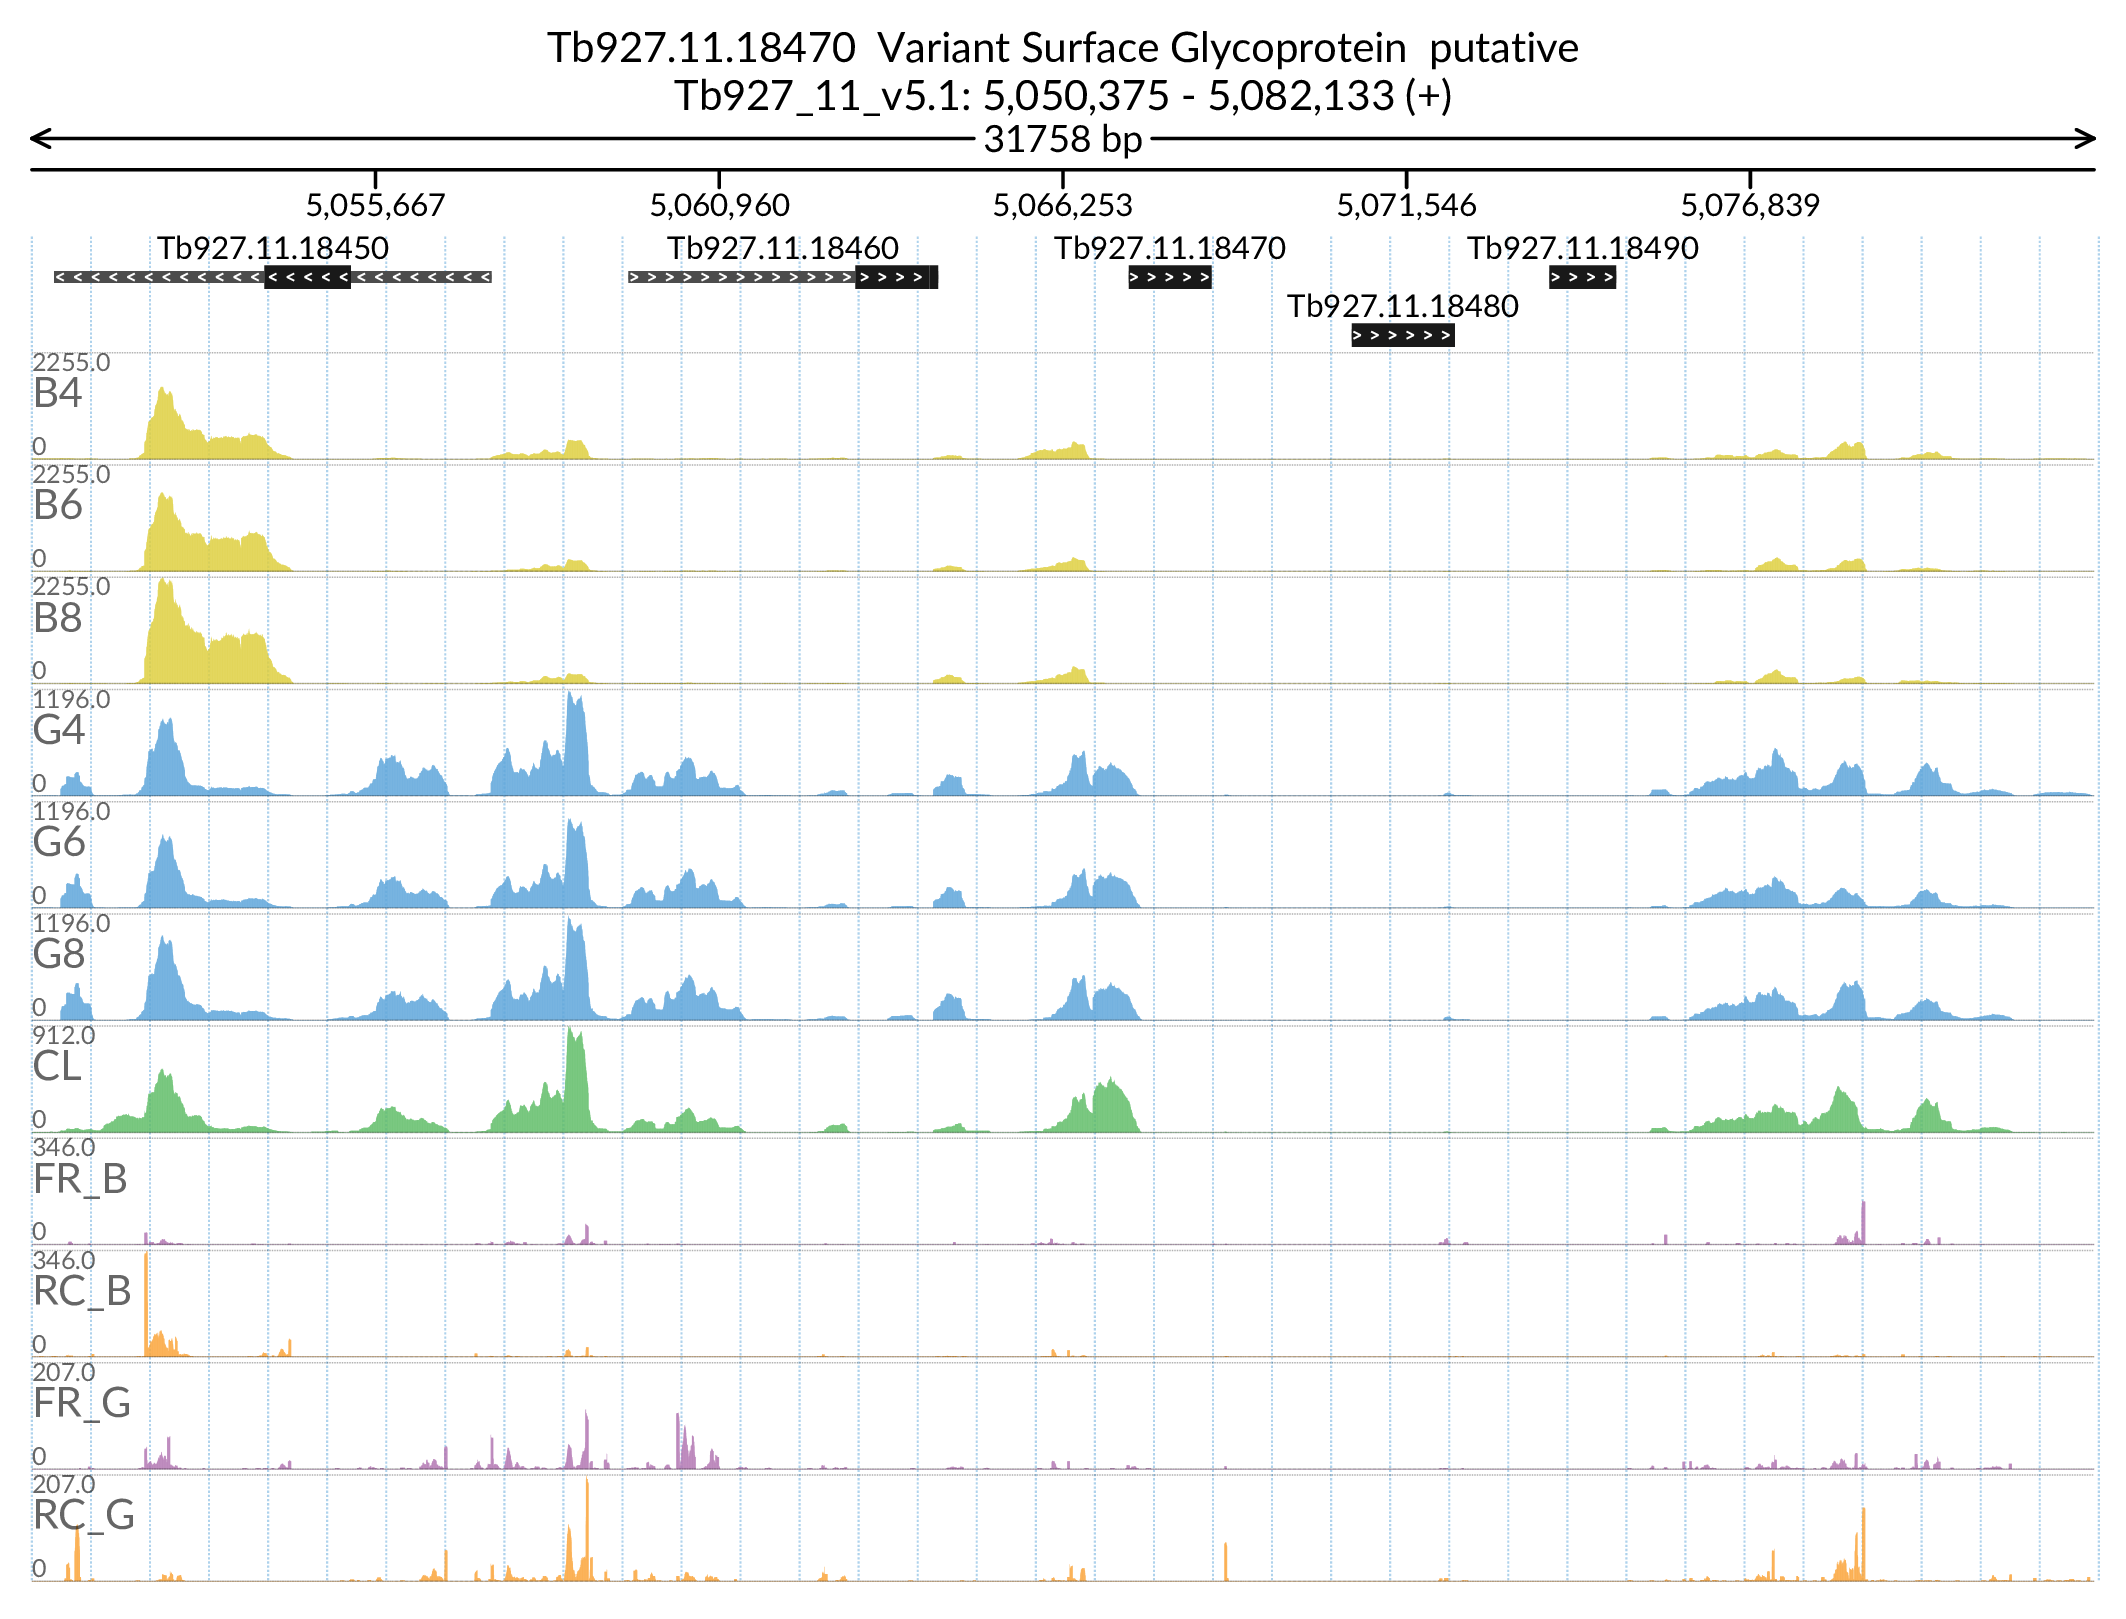 Tb927.11.18470  Variant Surface Glycoprotein  putative
Tb927_11_v5.1: 5,050,375 - 5,082,133 (+)
31758 bp
5,055,667 5,060,960 5,066,253 5,071,546 5,076,839
Tb927.11.18450 Tb927.11.18460 Tb927.11.18470 Tb927.11.18490
Tb927.11.18480
2255.0
B4
0
2255.0
B6
0
2255.0
B8
0
1196.0
G4
0
1196.0
G6
0
1196.0
G8
0
912.0
CL
0
346.0
FR_B
0
346.0
RC_B
0
207.0
FR_G
0
207.0
RC_G
0